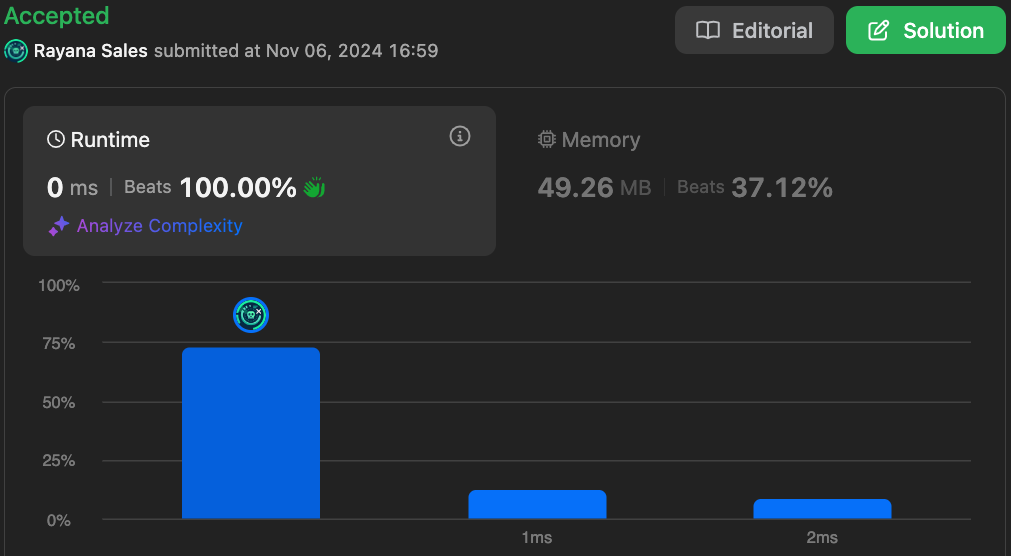 Accepted
Editorial
Solution
Rayana Sales submitted at Nov 06, 2024 16:59
Runtime
0 ms | Beats 100.00%
Analyze Complexity
Memory
49.26 MB | Beats 37.12%
100%
75%
50%
25%
0%
1ms
2ms